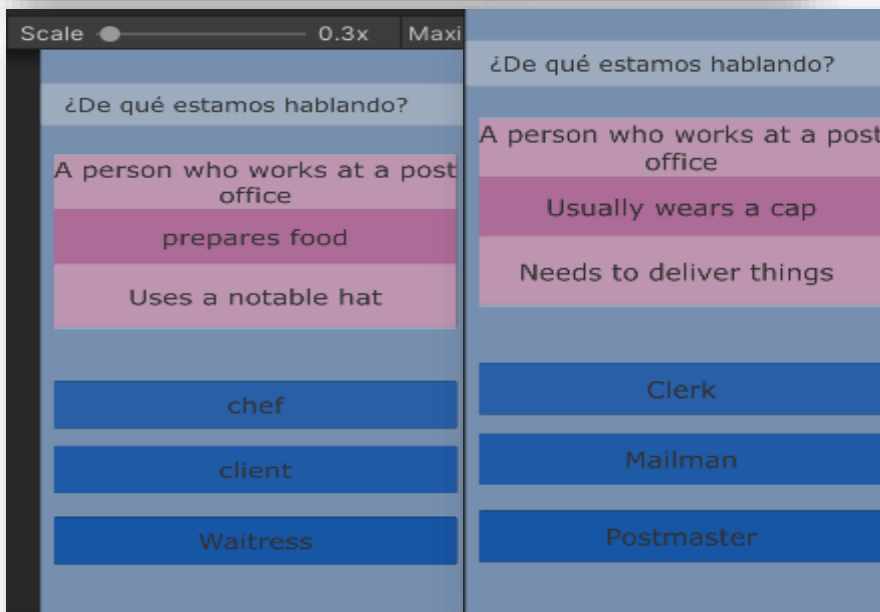 Scale 0.3x Maxi
¿De qué estamos hablando?
A person who works at a post
office
prepares food
Uses a notable hat
chef
client
Waitress
¿De qué estamos hablando?
A person who works at a post
office
Usually wears a cap
Needs to deliver things
Clerk
Mailman
Postmaster